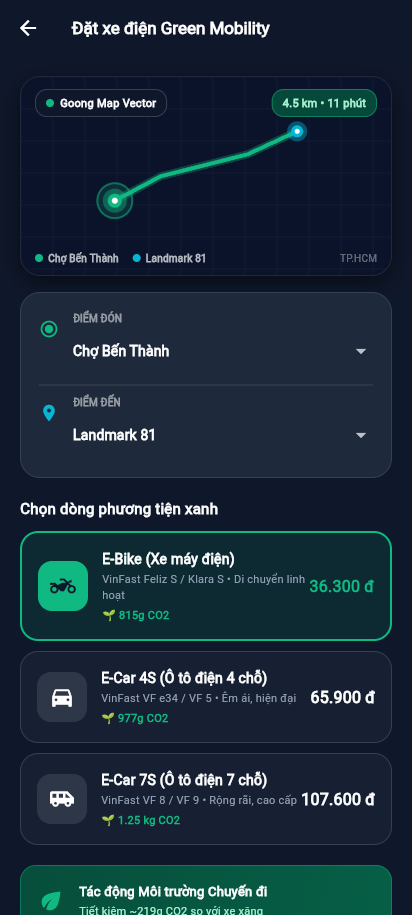 Đặt xe điện Green Mobility
Goong Map Vector
4.5 km • 11 phút
Chợ Bến Thành
Landmark 81
TP.HCM
ĐIỂM ĐÓN
Chợ Bến Thành
ĐIỂM ĐẾN
Landmark 81
Chọn dòng phương tiện xanh
E-Bike (Xe máy điện)
VinFast Feliz S / Klara S • Di chuyển linh
hoạt
36.300 đ
815g CO2
E-Car 4S (Ô tô điện 4 chỗ)
VinFast VF e34 / VF 5 • Êm ái, hiện đại
65.900 đ
977g CO2
E-Car 7S (Ô tô điện 7 chỗ)
VinFast VF 8 / VF 9 • Rộng rãi, cao cấp
107.600 đ
1.25 kg CO2
Tác động Môi trường Chuyến đi
Tiết kiệm ~219g CO2 so với xe xăng